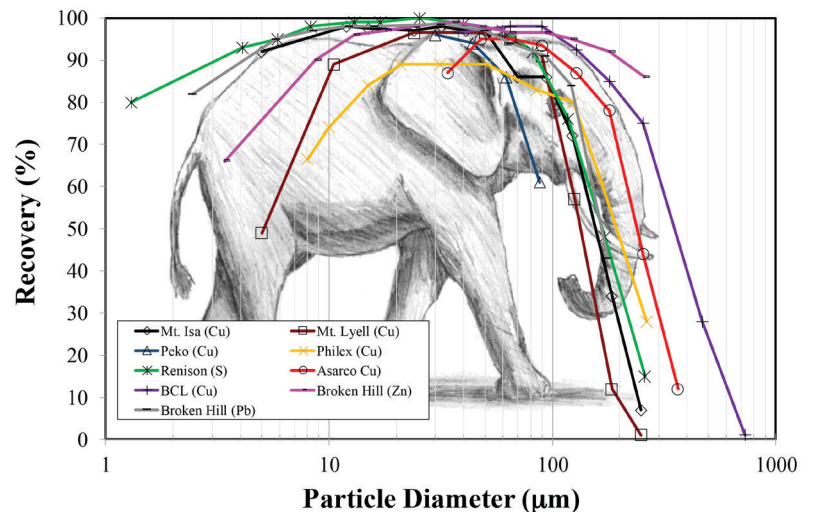 100
90
80
70
60
50
40
30
20
10
0
Recovery (%)
Mt. Isa (Cu) Mt. Lyell (Cu)
Peko (Cu) Philex (Cu)
Renison (S) Asarco Cu)
BCL (Cu) Broken Hill (Zn)
Broken Hill (Pb)
1 10 100 1000
Particle Diameter (μm)